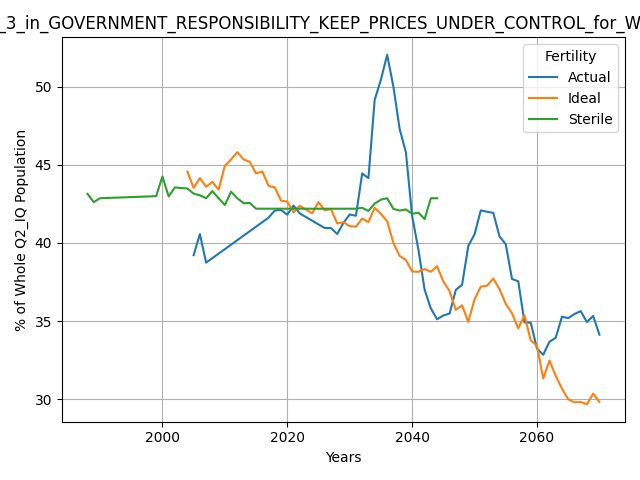 _3_in_GOVERNMENT_RESPONSIBILITY_KEEP_PRICES_UNDER_CONTROL_for_W
Fertility
Actual
Ideal
Sterile
% of Whole Q2_IQ Population
50
45
40
35
30
2000
2020
2040
2060
Years